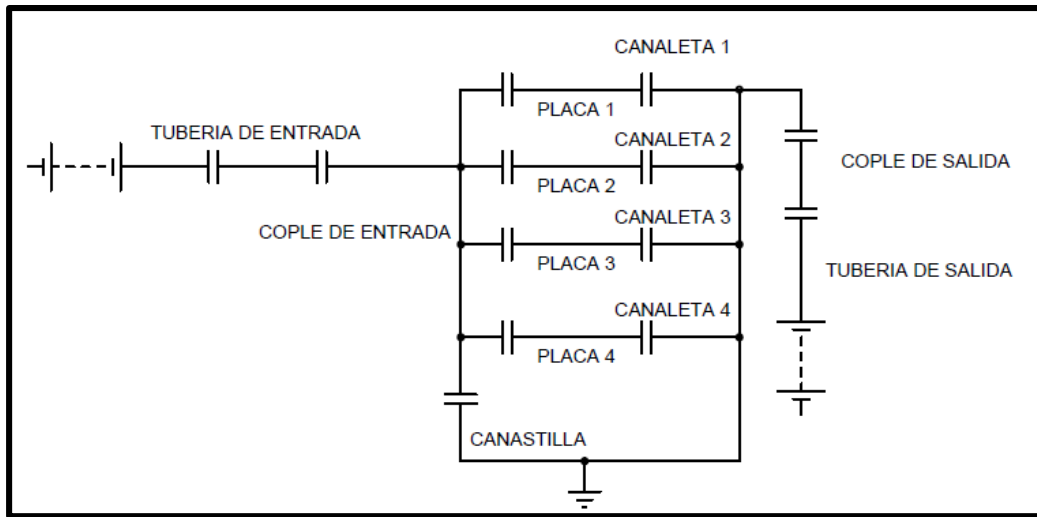 CANALETA 1
PLACA 1
TUBERIA DE ENTRADA
CANALETA 2
COPLE DE SALIDA
PLACA 2
CANALETA 3
COPLE DE ENTRADA
PLACA 3
TUBERIA DE SALIDA
CANALETA 4
PLACA 4
CANASTILLA